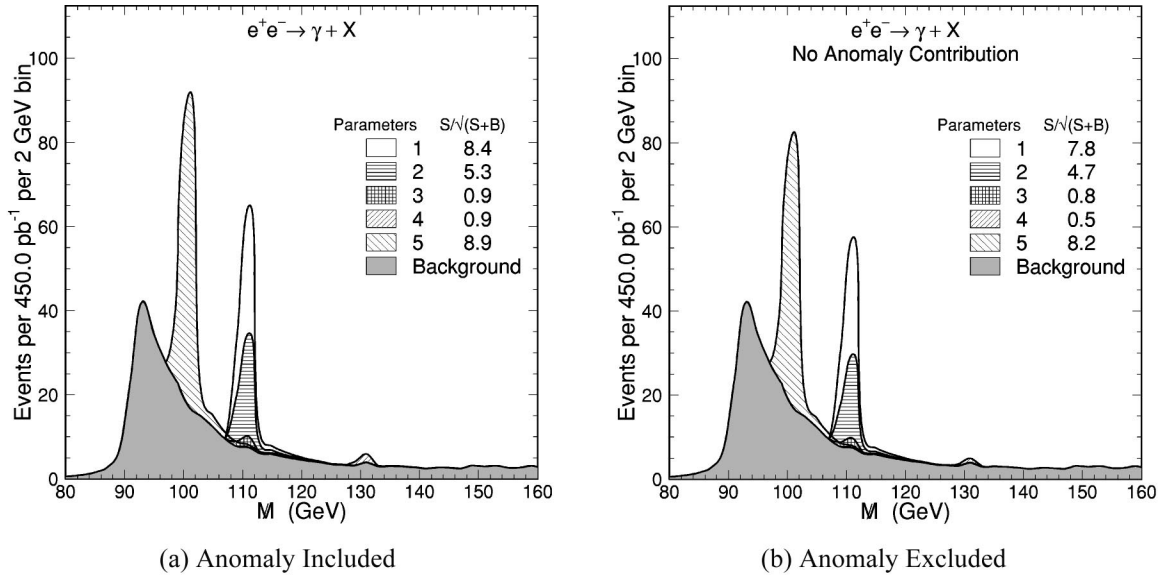 e⁺e⁻→ γ + X
Parameters S/√(S+B)
1 8.4
2 5.3
3 0.9
4 0.9
5 8.9
Background
Events per 450.0 pb⁻¹ per 2 GeV bin
100
80
60
40
20
0
80 90 100 110 120 130 140 150 160
M̸ (GeV)
(a) Anomaly Included
e⁺e⁻→ γ + X
No Anomaly Contribution
Parameters S/√(S+B)
1 7.8
2 4.7
3 0.8
4 0.5
5 8.2
Background
Events per 450.0 pb⁻¹ per 2 GeV bin
100
80
60
40
20
0
80 90 100 110 120 130 140 150 160
M̸ (GeV)
(b) Anomaly Excluded